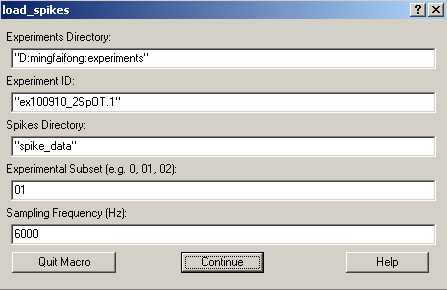 load_spikes
Experiments Directory:
"D:mingfaifong:experiments"
Experiment ID:
"ex100910_2SpOT.1"
Spikes Directory:
"spike_data"
Experimental Subset (e.g. 0, 01, 02):
01
Sampling Frequency (Hz):
6000
Quit Macro Continue Help